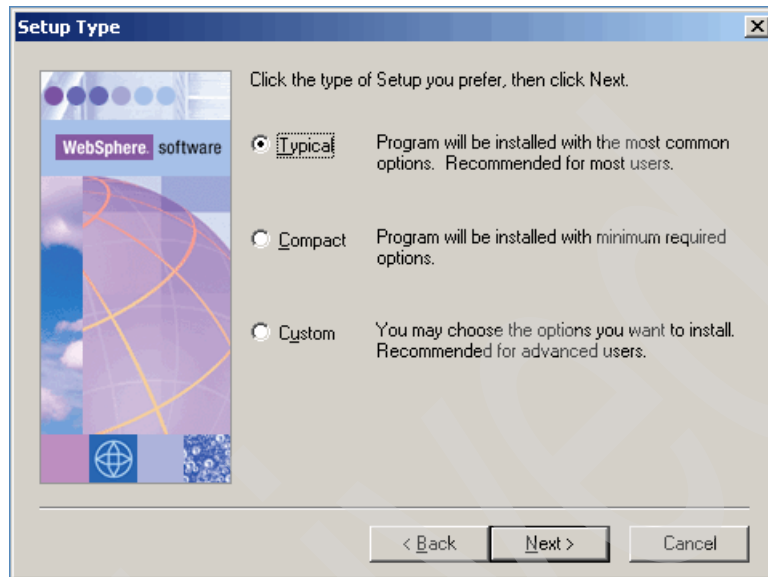 Setup Type
Click the type of Setup you prefer, then click Next.
WebSphere. software
Typical
Program will be installed with the most common
options. Recommended for most users.
Compact
Program will be installed with minimum required
options.
Custom
You may choose the options you want to install.
Recommended for advanced users.
< Back
Next >
Cancel